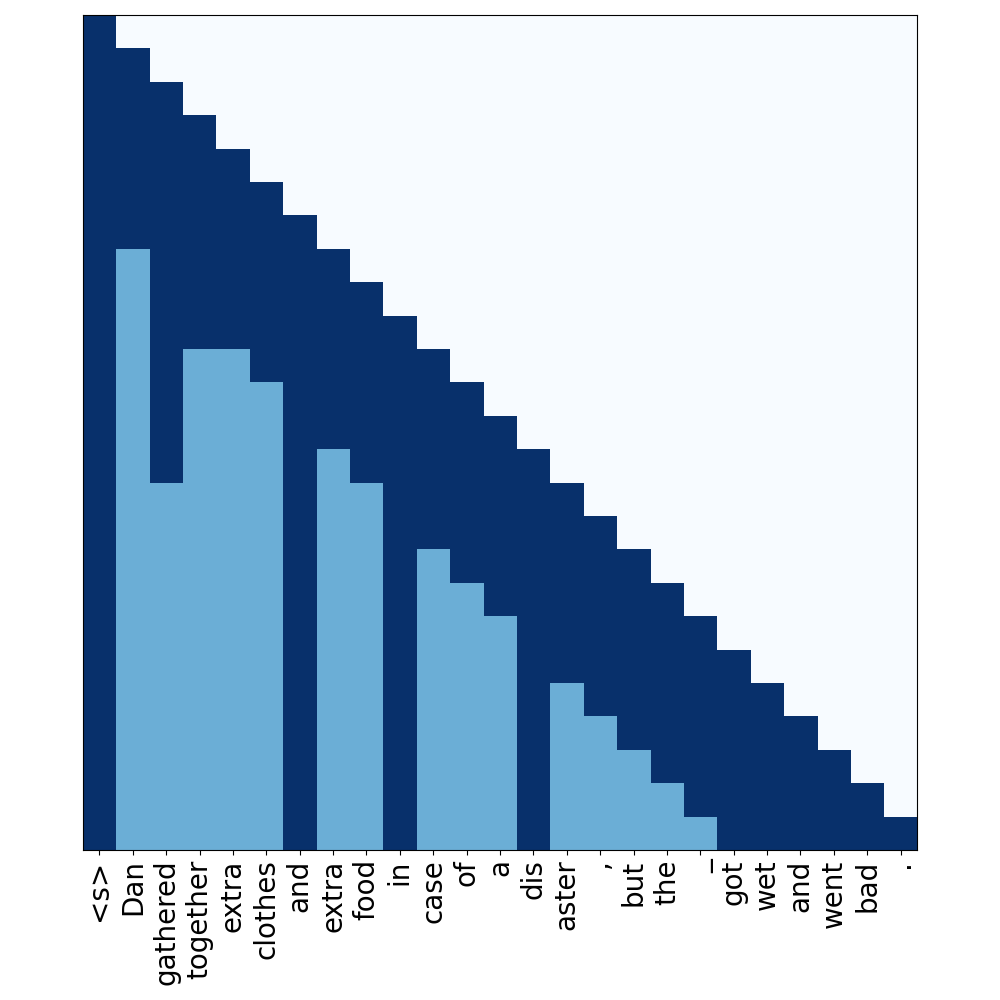 <s> Dan gathered together extra clothes and extra food in case of a dis aster , but the _ got wet and went bad .